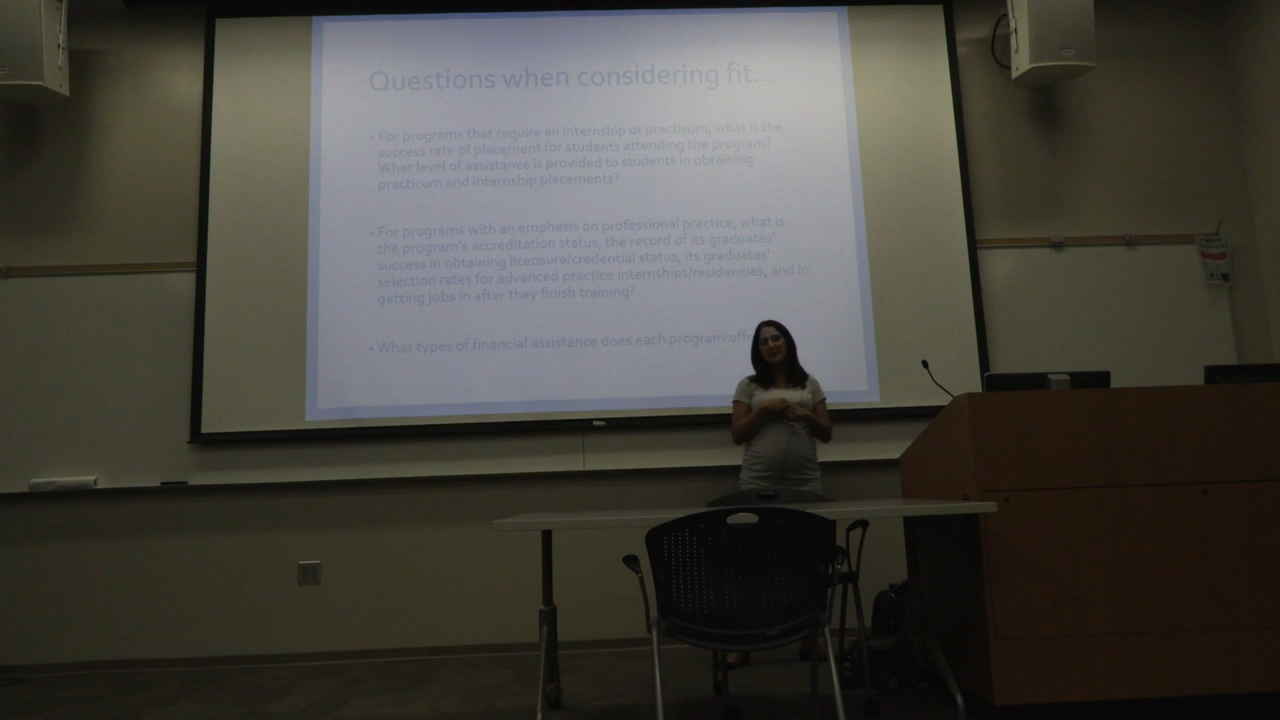 Questions when considering fit...
• For programs that require an internship or practicum, what is the
success rate of placement for students attending the program?
What level of assistance is provided to students in obtaining
practicum and internship placements?
• For programs with an emphasis on professional practice, what is
the program's accreditation status, the record of its graduates'
success in obtaining licensure/credential status, its graduates'
selection rates for advanced practice internships/residencies, and in
getting jobs in after they finish training?
• What types of financial assistance does each program